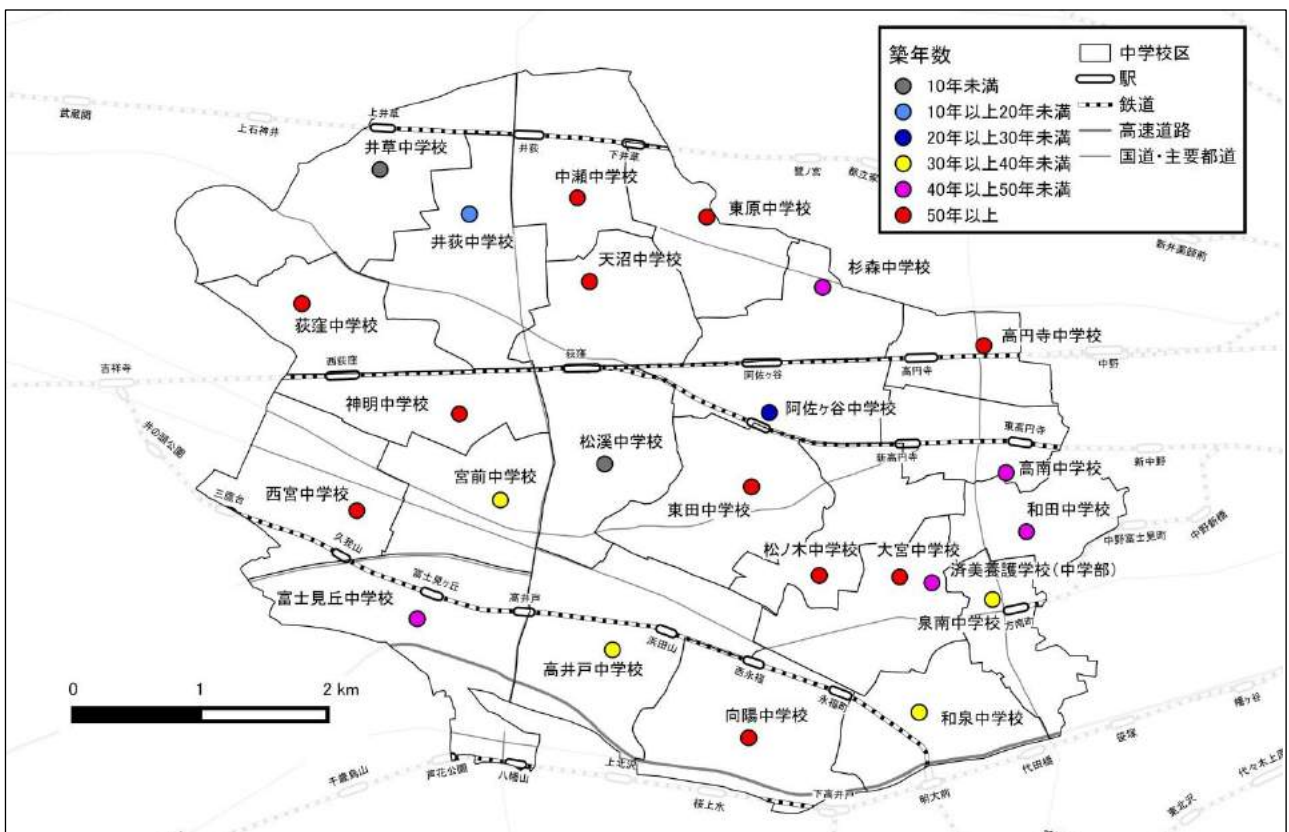 築年数
10年未満
10年以上20年未満
20年以上30年未満
30年以上40年未満
40年以上50年未満
50年以上
中学校区
駅
鉄道
高速道路
国道・主要都道
武蔵関
上石神井
上井草
井荻
下井草
鷺ノ宮
都立家
新井薬師前
井草中学校
中瀬中学校
東原中学校
井荻中学校
天沼中学校
杉森中学校
荻窪中学校
高円寺中学校
吉祥寺
西荻窪
荻窪
阿佐ヶ谷
高円寺
中野
神明中学校
阿佐ヶ谷中学校
井の頭公園
松溪中学校
新高円寺
東高円寺
新中野
宮前中学校
高南中学校
西宮中学校
東田中学校
和田中学校
三鷹台
久我山
松ノ木中学校
大宮中学校
中野富士見町
中野新橋
済美養護学校(中学部)
富士見ヶ丘
富士見丘中学校
高井戸
泉南中学校
方南町
浜田山
高井戸中学校
西永福
永福町
0
1
2 km
向陽中学校
和泉中学校
幡ヶ谷
笹塚
代田橋
千歳烏山
芦花公園
八幡山
上北沢
桜上水
下高井戸
明大前
東北沢
代々木上原